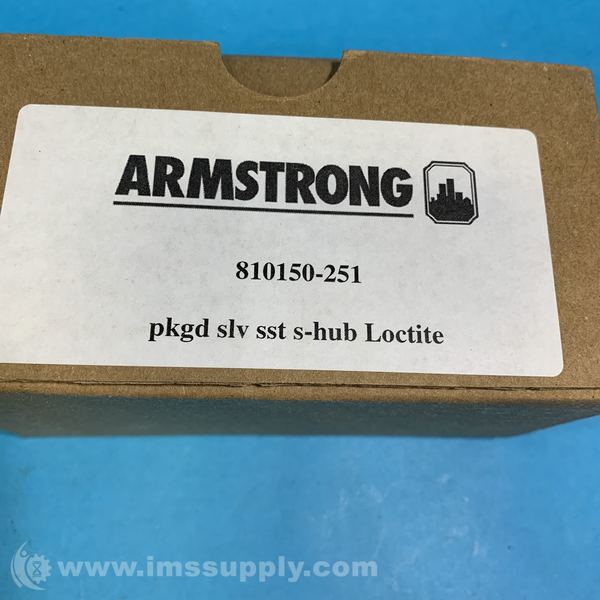 ARMSTRONG
810150-251
pkgd slv sst s-hub Loctite
www.imssupply.com